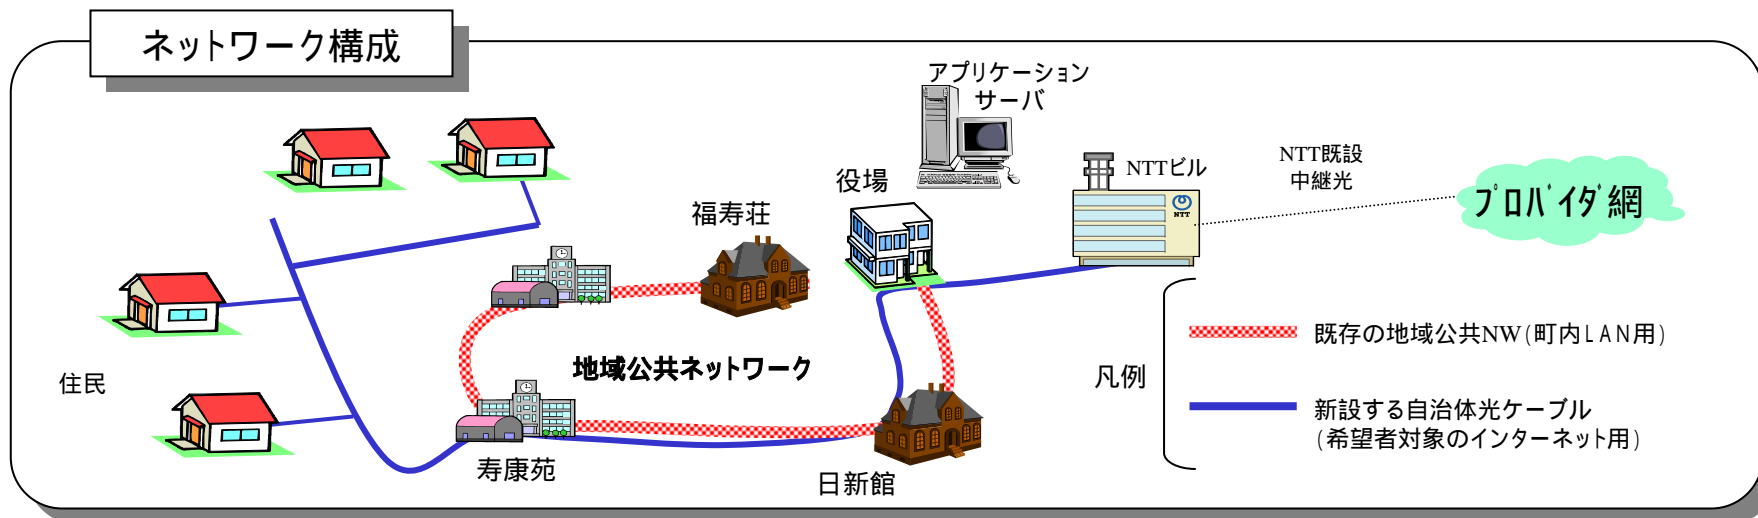 ネットワーク構成
アプリケーション
サーバ
役場
NTTビル
NTT既設
中継光
プロバイダ網
NTT
福寿荘
地域公共ネットワーク
住民
寿康苑
日新館
凡例
既存の地域公共NW(町内LAN用)
新設する自治体光ケーブル
(希望者対象のインターネット用)